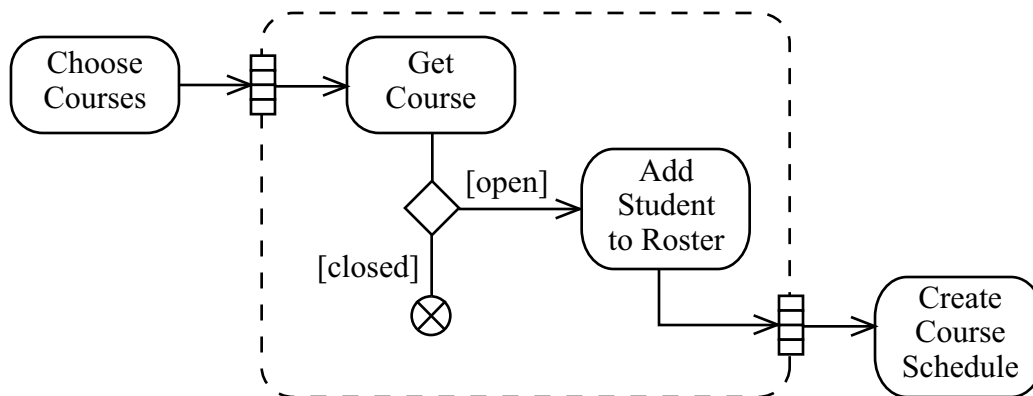 Choose
Courses
Get
Course
[open]
Add
Student
to Roster
[closed]
Create
Course
Schedule